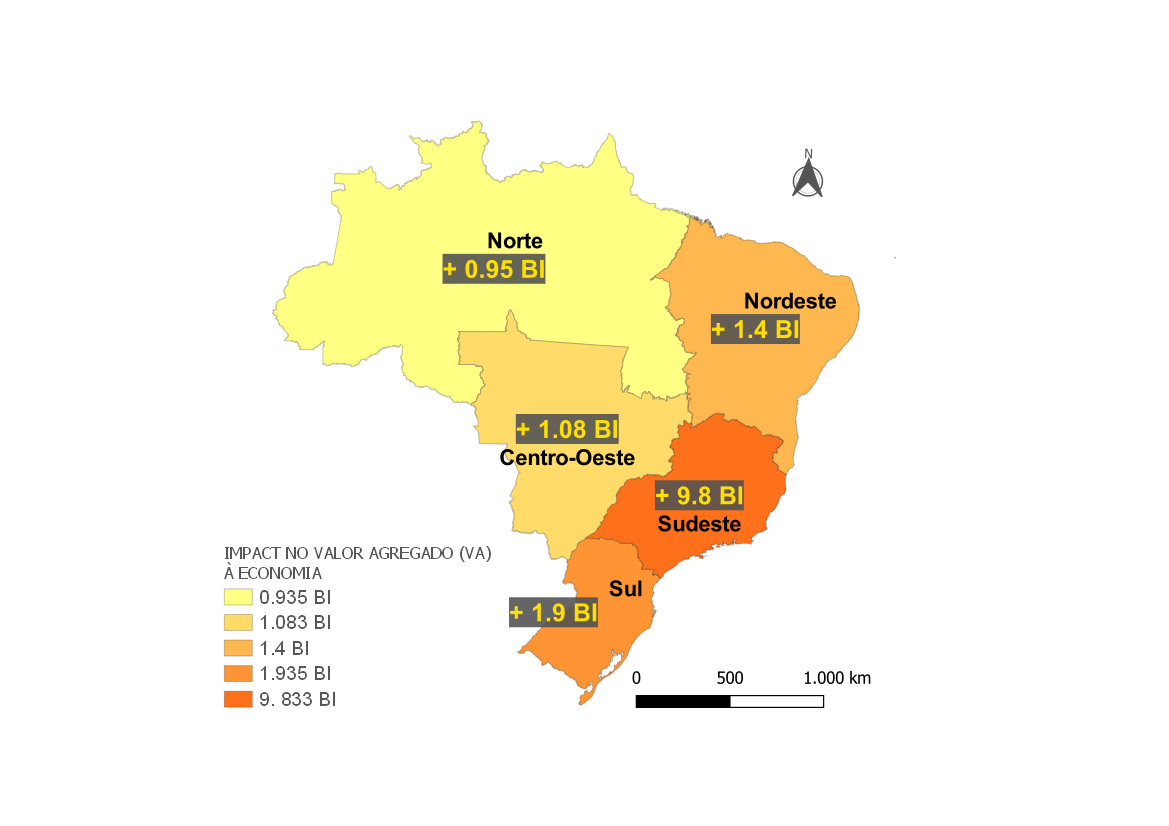 N
Norte
+ 0.95 BI
Nordeste
+ 1.4 BI
+ 1.08 BI
Centro-Oeste
+ 9.8 BI
Sudeste
Sul
+ 1.9 BI
IMPACT NO VALOR AGREGADO (VA)
À ECONOMIA
0.935 BI
1.083 BI
1.4 BI
1.935 BI
9. 833 BI
0 500 1.000 km